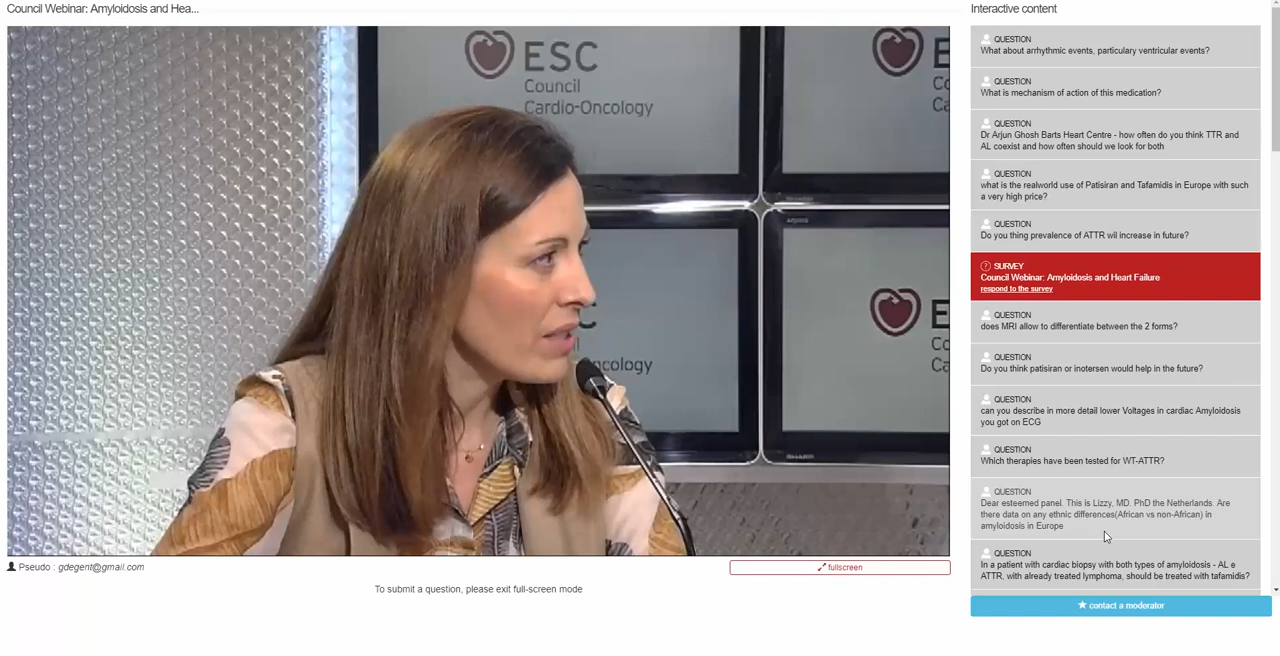 Council Webinar: Amyloidosis and Hea...
ESC
Council
Cardio-Oncology
Pseudo : gdegent@gmail.com
fullscreen
To submit a question, please exit full-screen mode
Interactive content
QUESTION
What about arrhythmic events, particulary ventricular events?
QUESTION
What is mechanism of action of this medication?
QUESTION
Dr Arjun Ghosh Barts Heart Centre - how often do you think TTR and
AL coexist and how often should we look for both
QUESTION
what is the realworld use of Patisiran and Tafamidis in Europe with such
a very high price?
QUESTION
Do you thing prevalence of ATTR wil increase in future?
SURVEY
Council Webinar: Amyloidosis and Heart Failure
respond to the survey
QUESTION
does MRI allow to differentiate between the 2 forms?
QUESTION
Do you think patisiran or inotersen would help in the future?
QUESTION
can you describe in more detail lower Voltages in cardiac Amyloidosis
you got on ECG
QUESTION
Which therapies have been tested for WT-ATTR?
QUESTION
Dear esteemed panel. This is Lizzy, MD. PhD the Netherlands. Are
there data on any ethnic differences(African vs non-African) in
amyloidosis in Europe
QUESTION
In a patient with cardiac biopsy with both types of amyloidosis - AL e
ATTR, with already treated lymphoma, should be treated with tafamidis?
contact a moderator